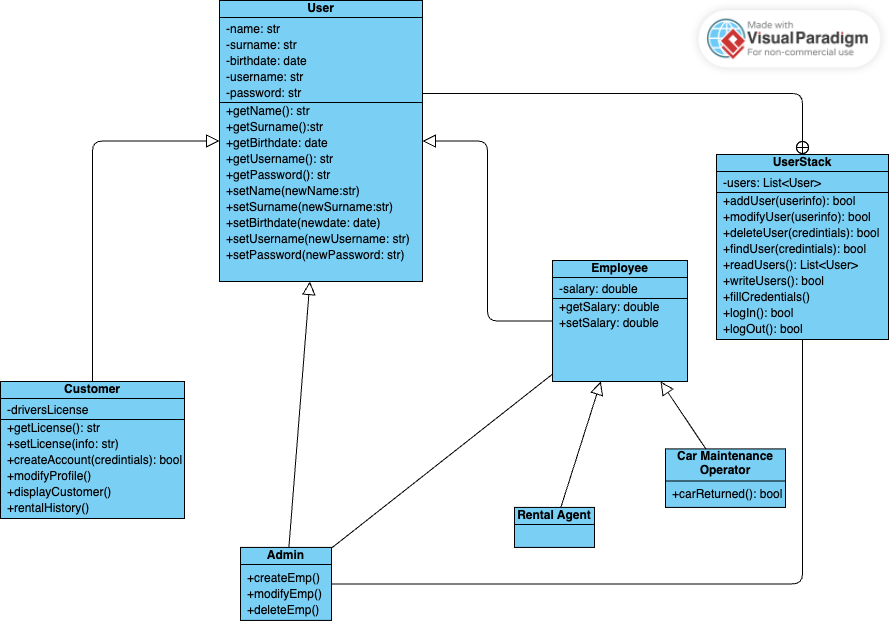 User
-name: str
-surname: str
-birthdate: date
-username: str
-password: str
+getName(): str
+getSurname():str
+getBirthdate: date
+getUsername(): str
+getPassword(): str
+setName(newName:str)
+setSurname(newSurname:str)
+setBirthdate(newdate: date)
+setUsername(newUsername: str)
+setPassword(newPassword: str)
Made with
VisualParadigm
For non-commercial use
UserStack
-users: List<User>
+addUser(userinfo): bool
+modifyUser(userinfo): bool
+deleteUser(credintials): bool
+findUser(credintials): bool
+readUsers(): List<User>
+writeUsers(): bool
+fillCredentials()
+logIn(): bool
+logOut(): bool
Employee
-salary: double
+getSalary: double
+setSalary: double
Customer
-driversLicense
+getLicense(): str
+setLicense(info: str)
+createAccount(credintials): bool
+modifyProfile()
+displayCustomer()
+rentalHistory()
Car Maintenance
Operator
+carReturned(): bool
Rental Agent
Admin
+createEmp()
+modifyEmp()
+deleteEmp()